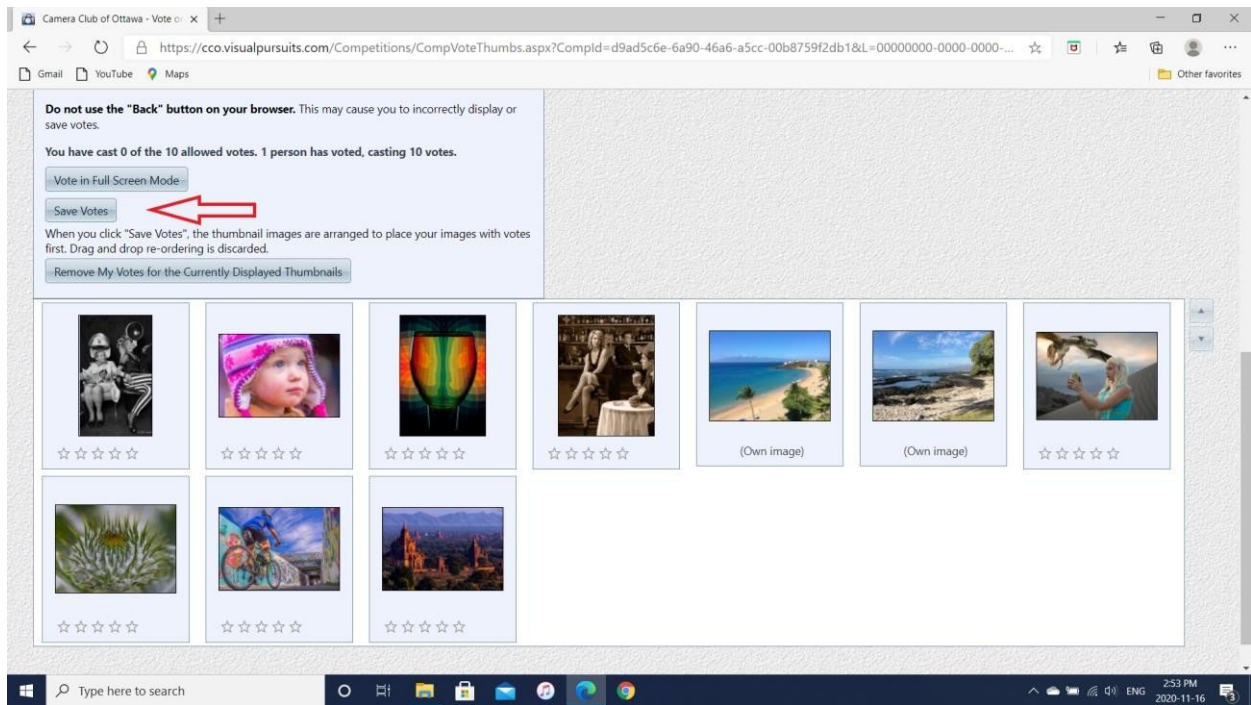 Camera Club of Ottawa - Vote o
https://cco.visualpursuits.com/Competitions/CompVoteThumbs.aspx?CompId=d9ad5c6e-6a90-46a6-a5cc-00b8759f2db1&L=00000000-0000-0000-...
Gmail YouTube Maps Other favorites
Do not use the "Back" button on your browser. This may cause you to incorrectly display or
save votes.
You have cast 0 of the 10 allowed votes. 1 person has voted, casting 10 votes.
Vote in Full Screen Mode
Save Votes
When you click "Save Votes", the thumbnail images are arranged to place your images with votes
first. Drag and drop re-ordering is discarded.
Remove My Votes for the Currently Displayed Thumbnails
(Own image) (Own image)
Type here to search
ENG
2:53 PM
2020-11-16
3